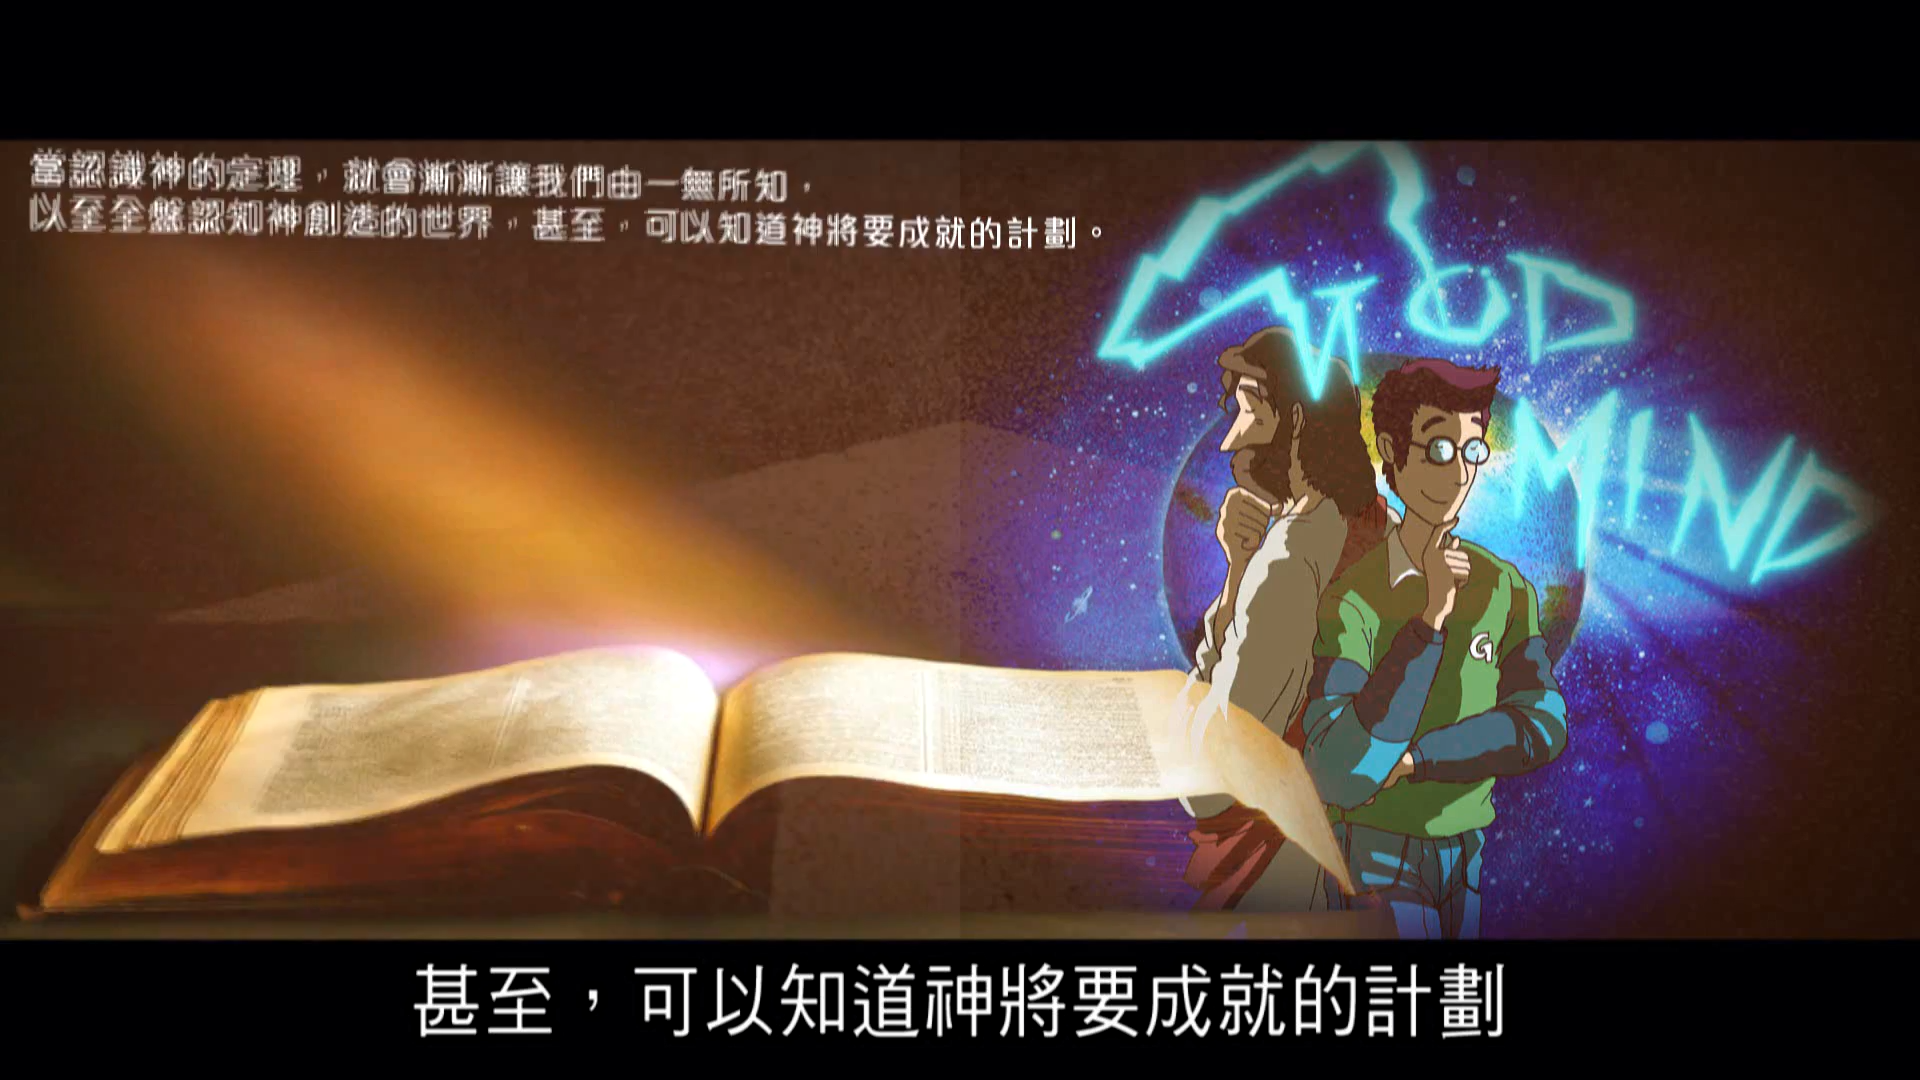 當認識神的定理，就會漸漸讓我們由一無所知，
以至全盤認知神創造的世界，甚至，可以知道神將要成就的計劃。
GOD
MIND
G
甚至，可以知道神將要成就的計劃